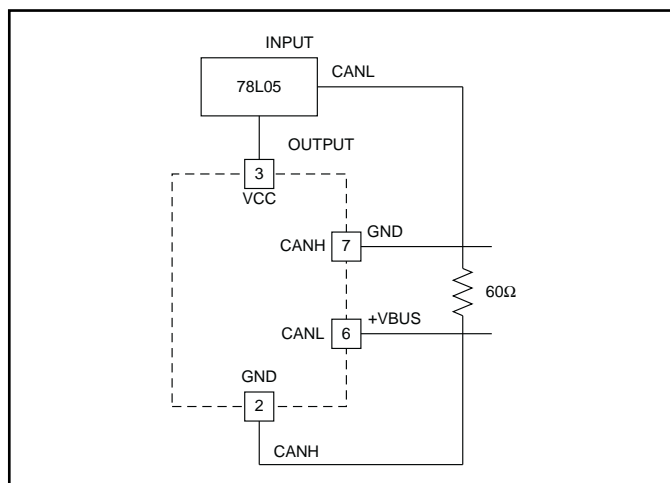 INPUT
78L05
CANL
OUTPUT
3
VCC
CANH
7
GND
60Ω
CANL
6
+VBUS
GND
2
CANH